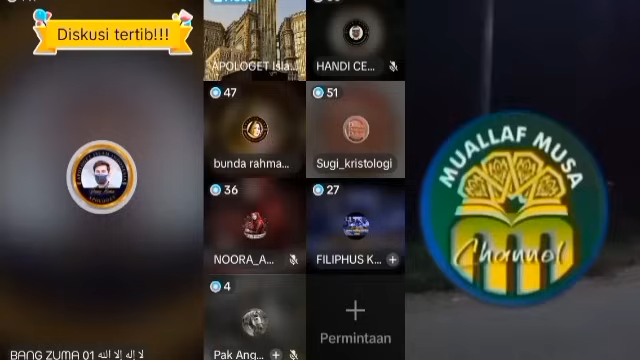 Diskusi tertib!!!
APOLOGET Isla...
HANDI CE...
47
51
bunda rahma...
Sugi_kristologi
36
27
NOORA_A...
FILIPHUS K...
4
Pak Ang...
Permintaan
BANG ZUMA 01 لا إله إلا الله
MUALLAF MUSA
Channel